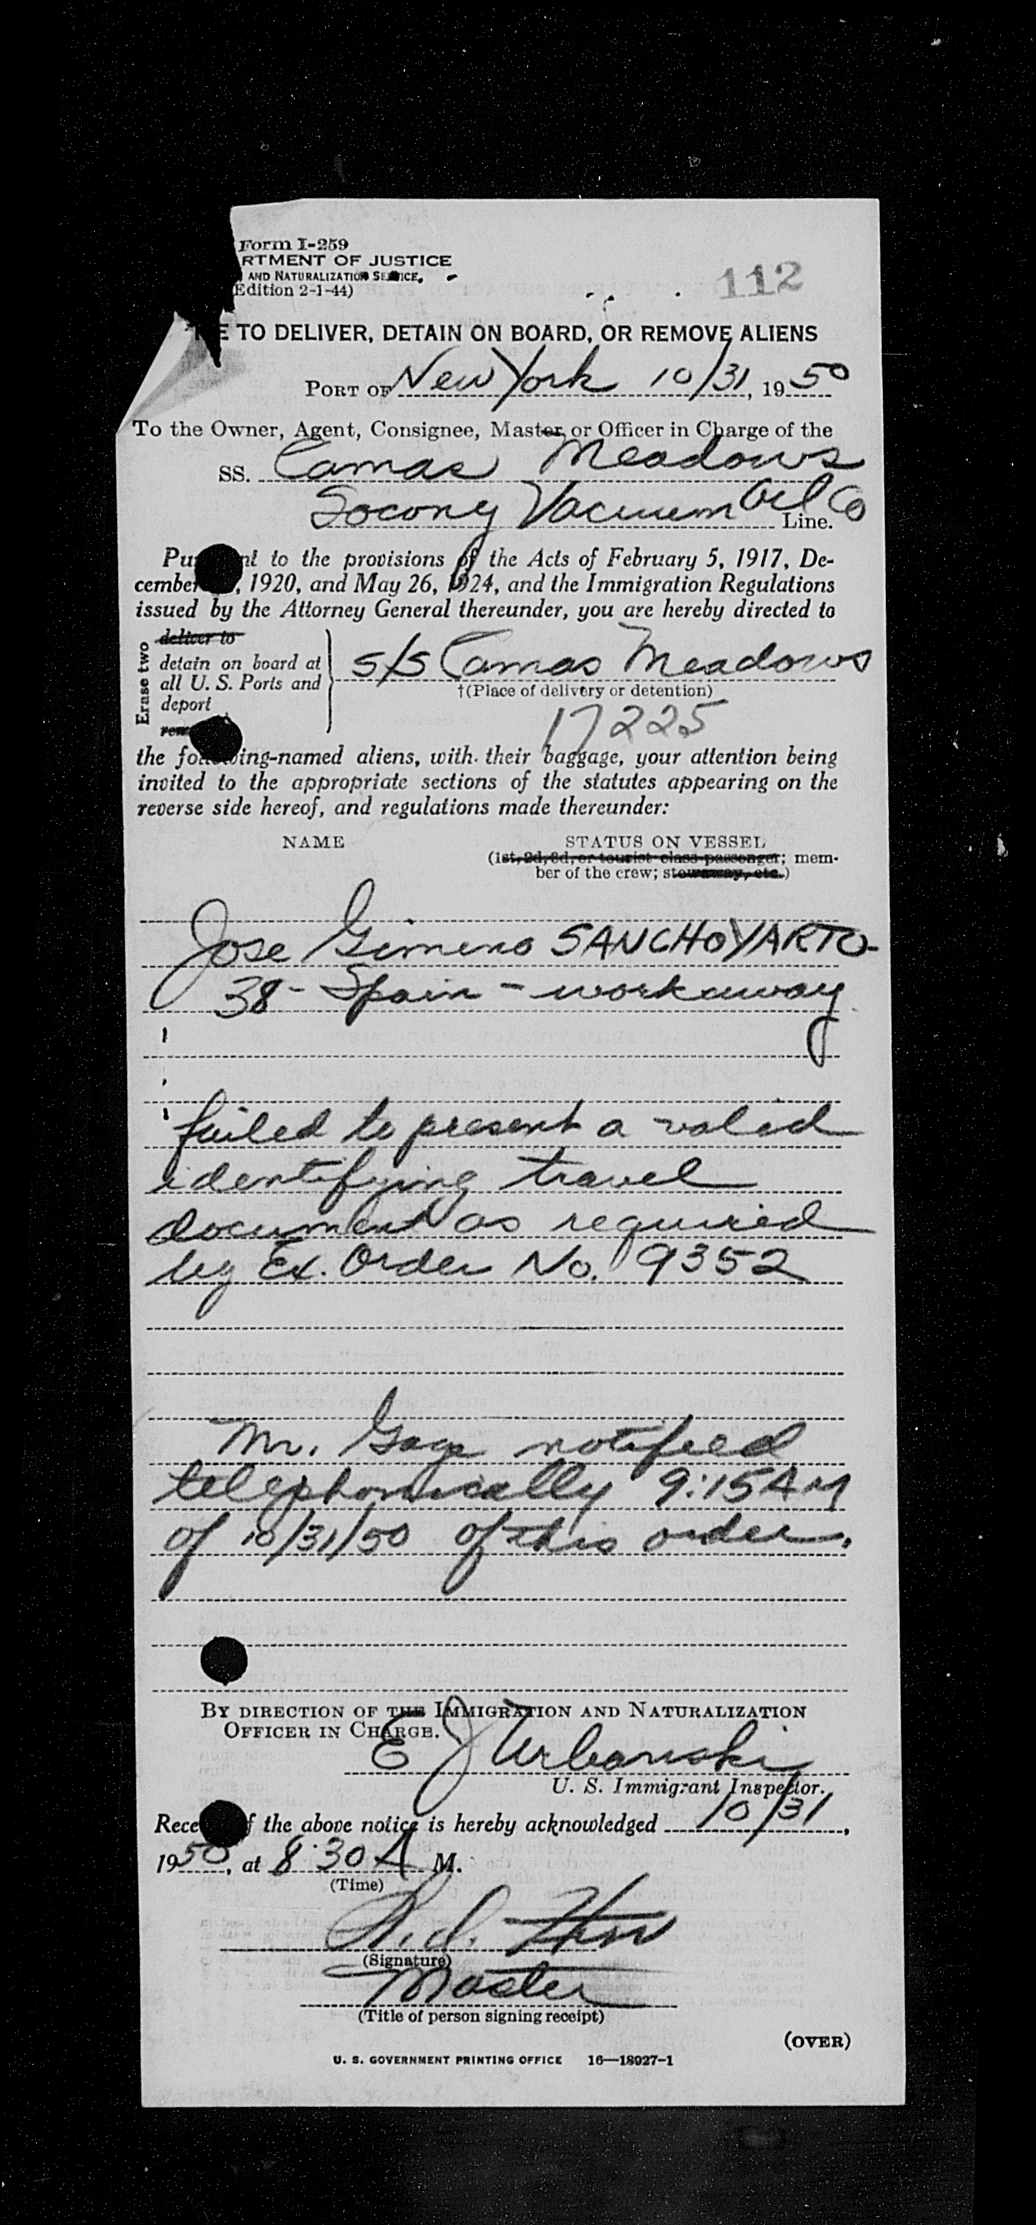 Form I-259
RTMENT OF JUSTICE
AND NATURALIZATION SERVICE
(Edition 2-1-44)
112
E TO DELIVER, DETAIN ON BOARD, OR REMOVE ALIENS
PORT OF New York 10/31, 1950
To the Owner, Agent, Consignee, Master, or Officer in Charge of the
SS. Camas Meadows
Socony Vacuum Oil Co
Line.
Pu nt to the provisions of the Acts of February 5, 1917, De-
cember , 1920, and May 26, 1924, and the Immigration Regulations
issued by the Attorney General thereunder, you are hereby directed to
Erase two
deliver to
detain on board at
all U. S. Ports and
deport
rem
S/S Camas Meadows
†(Place of delivery or detention)
17225
the following-named aliens, with their baggage, your attention being
invited to the appropriate sections of the statutes appearing on the
reverse side hereof, and regulations made thereunder:
NAME STATUS ON VESSEL
(1st, 2d, 3d, or tourist class passenger; mem-
ber of the crew; stowaway, etc.)
Jose Gimeno SANCHOYARTO-
38 - Spain - workaway
failed to present a valid
identifying travel
document as required
by Ex. Order No. 9352
Mr. notified
telephonically 9:15AM
of 10/31/50 of this order.
BY DIRECTION OF THE IMMIGRATION AND NATURALIZATION
OFFICER IN CHARGE.
E J Urbanski
U. S. Immigrant Inspector.
Rece f the above notice is hereby acknowledged 10/31,
1950, at 8:30 A M.
(Time)
(Signature)
Master
(Title of person signing receipt)
(OVER)
U. S. GOVERNMENT PRINTING OFFICE 16—18027-1